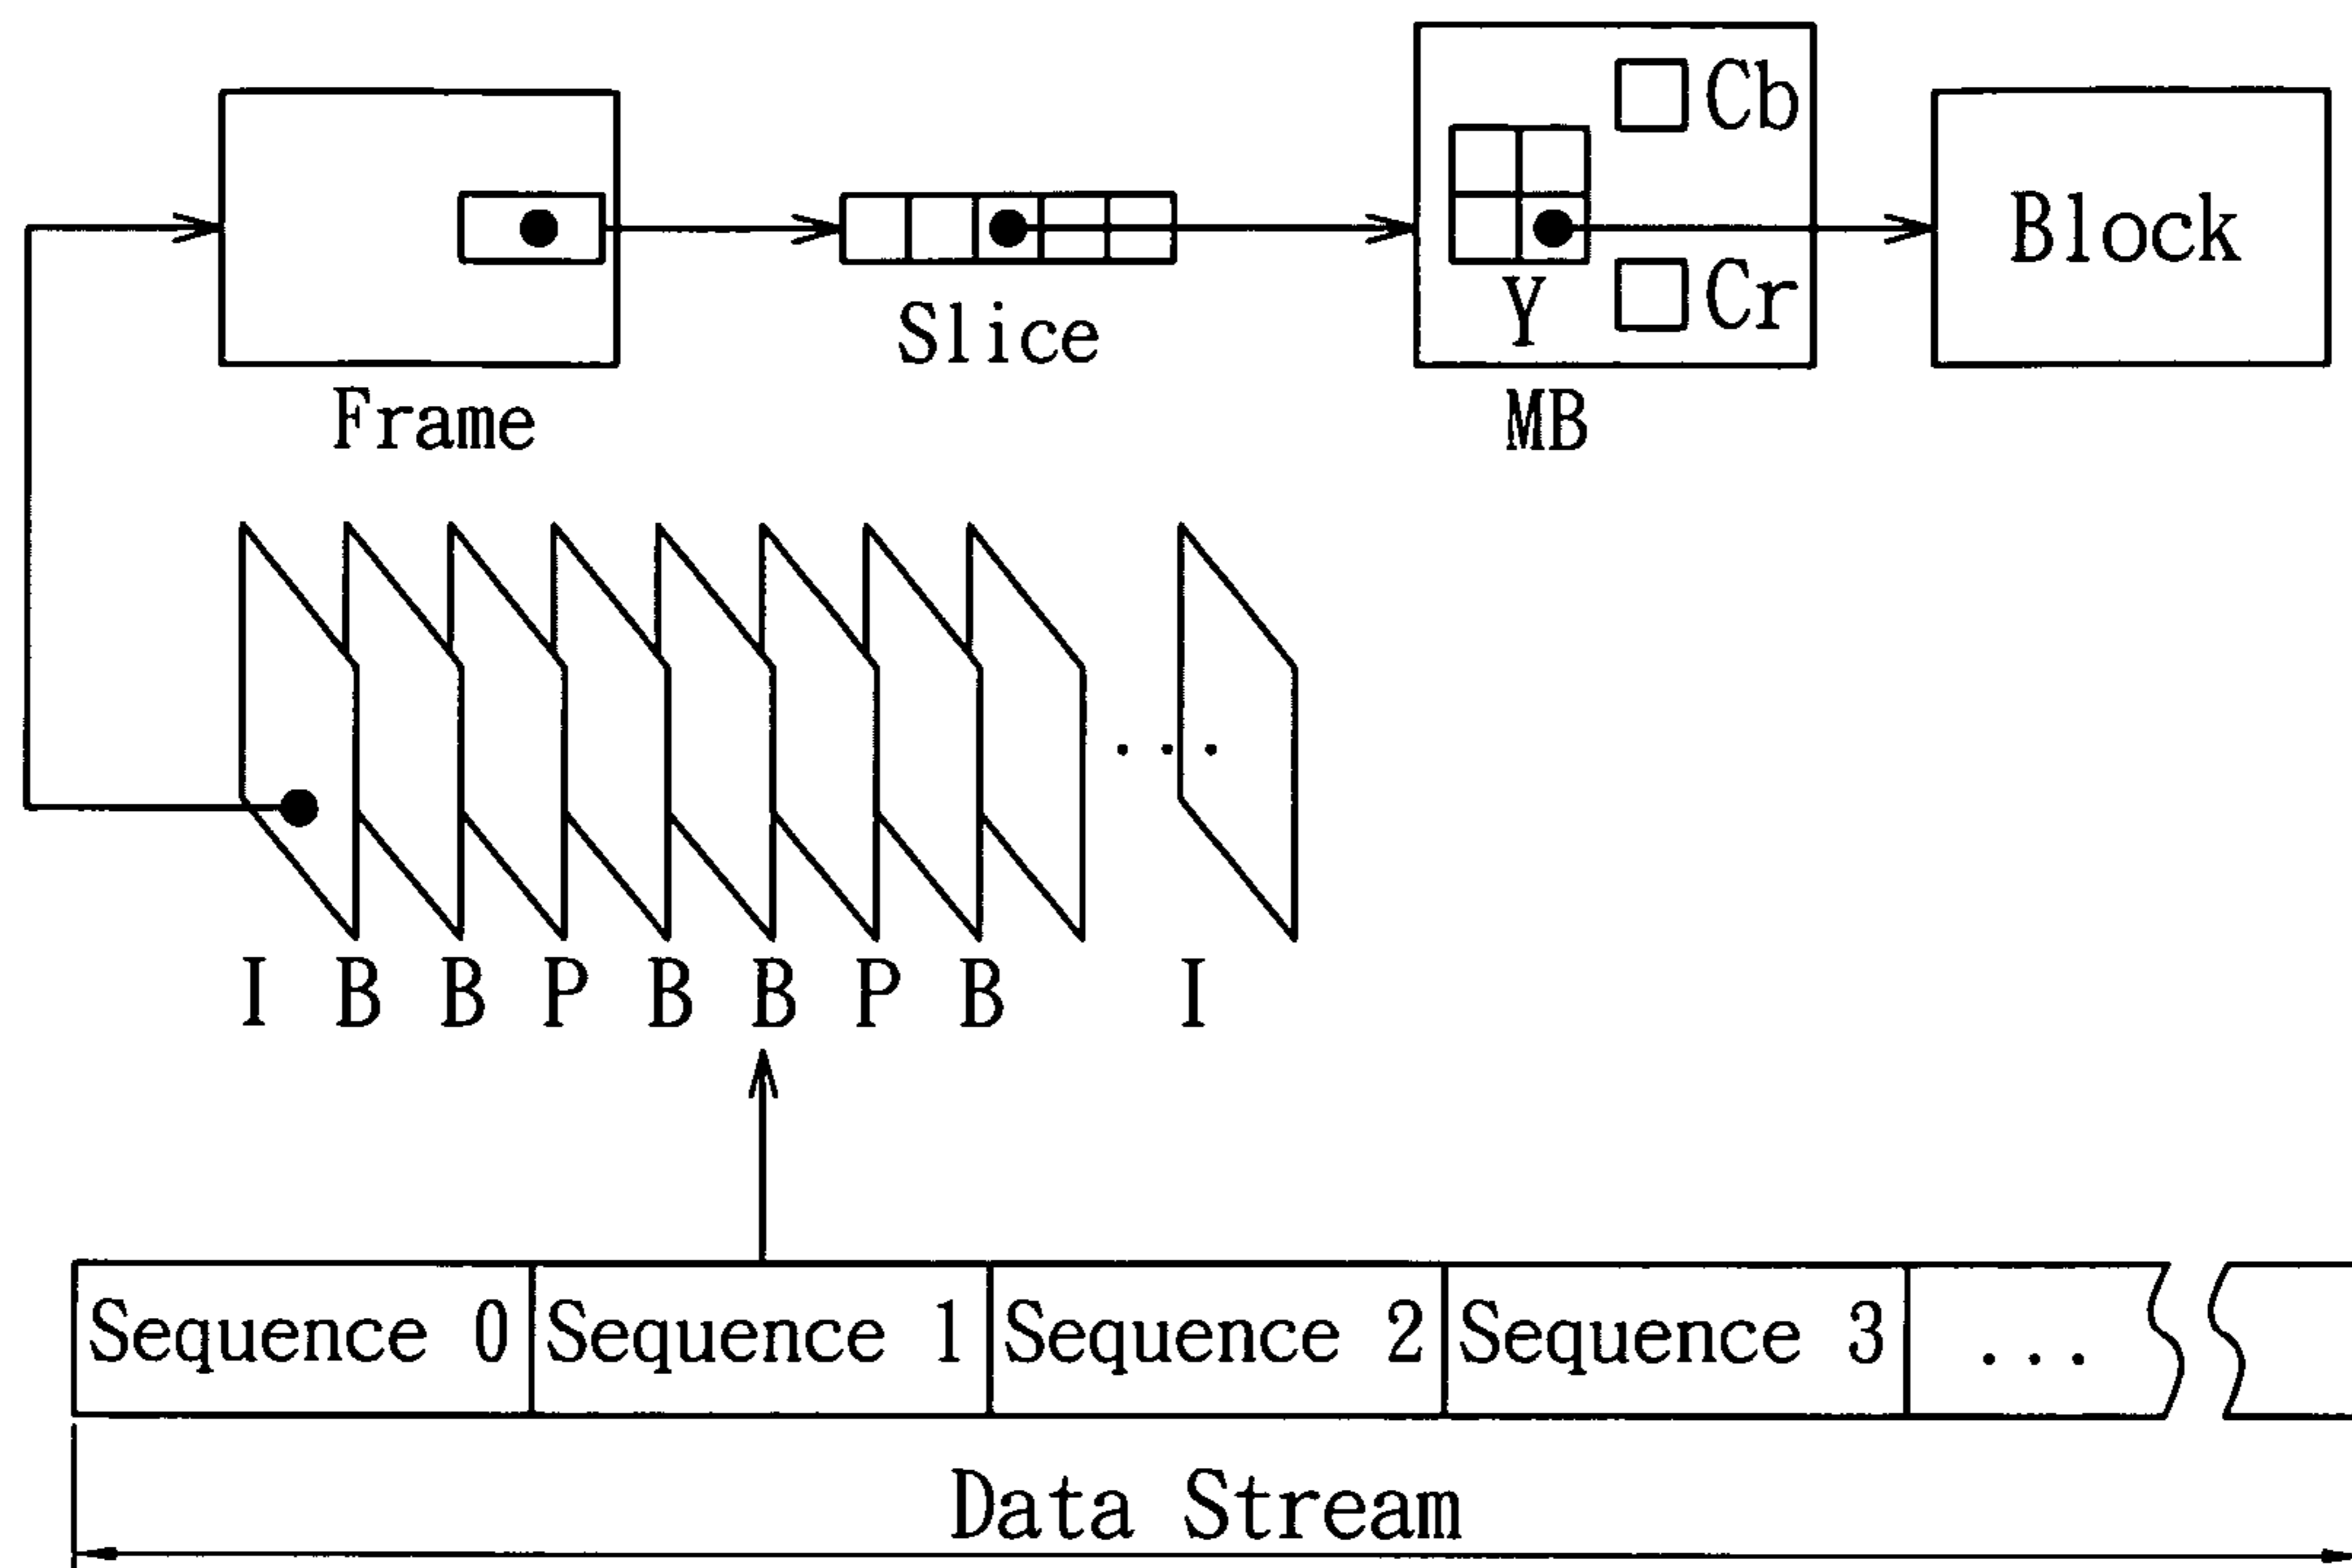 Cb
Block
Y
Cr
Slice
Frame
MB
I B B P B B P B ... I
Sequence 0 Sequence 1 Sequence 2 Sequence 3 ...
Data Stream